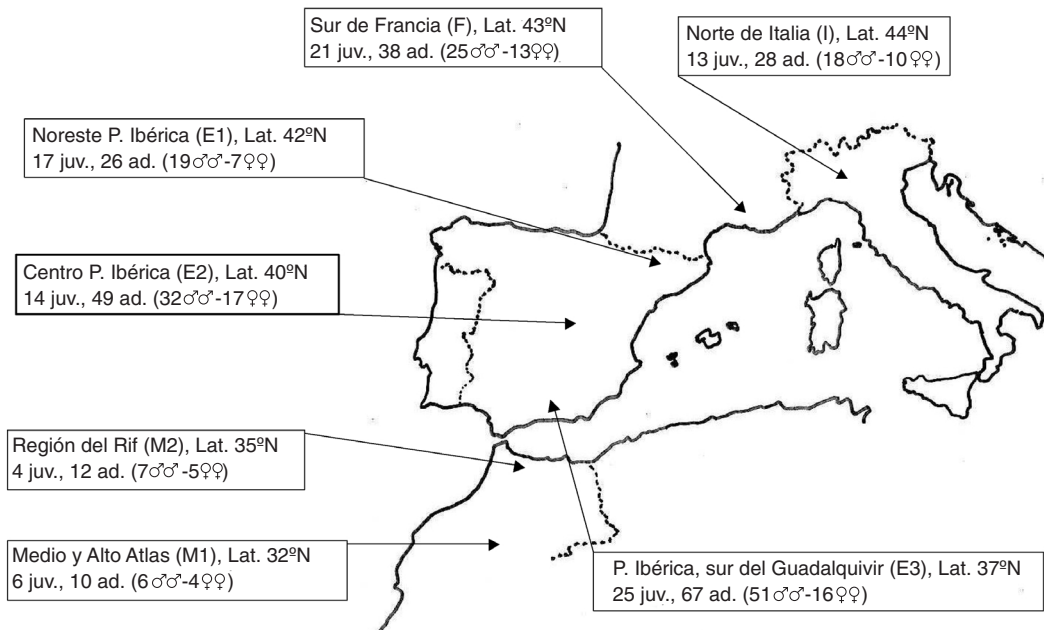 Sur de Francia (F), Lat. 43ºN
21 juv., 38 ad. (25♂♂-13♀♀)
Norte de Italia (I), Lat. 44ºN
13 juv., 28 ad. (18♂♂-10♀♀)
Noreste P. Ibérica (E1), Lat. 42ºN
17 juv., 26 ad. (19♂♂-7♀♀)
Centro P. Ibérica (E2), Lat. 40ºN
14 juv., 49 ad. (32♂♂-17♀♀)
Región del Rif (M2), Lat. 35ºN
4 juv., 12 ad. (7♂♂-5♀♀)
Medio y Alto Atlas (M1), Lat. 32ºN
6 juv., 10 ad. (6♂♂-4♀♀)
P. Ibérica, sur del Guadalquivir (E3), Lat. 37ºN
25 juv., 67 ad. (51♂♂-16♀♀)